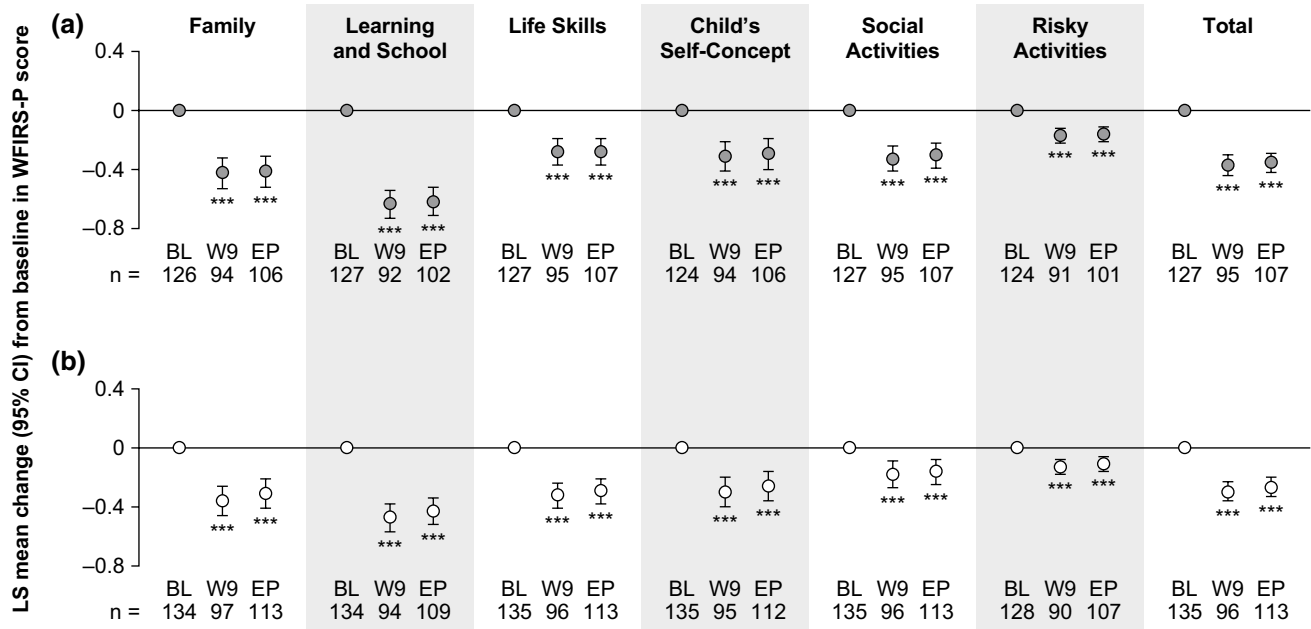 LS mean change (95% CI) from baseline in WFIRS-P score
(a)
Family Learning and School Life Skills Child's Self-Concept Social Activities Risky Activities Total
0.4
0
−0.4
*** *** *** *** *** *** *** *** *** *** *** *** *** ***
−0.8
BL W9 EP BL W9 EP BL W9 EP BL W9 EP BL W9 EP BL W9 EP BL W9 EP
n = 126 94 106 127 92 102 127 95 107 124 94 106 127 95 107 124 91 101 127 95 107
(b)
0.4
0
−0.4
*** *** *** *** *** *** *** *** *** *** *** *** *** ***
−0.8
BL W9 EP BL W9 EP BL W9 EP BL W9 EP BL W9 EP BL W9 EP BL W9 EP
n = 134 97 113 134 94 109 135 96 113 135 95 112 135 96 113 128 90 107 135 96 113